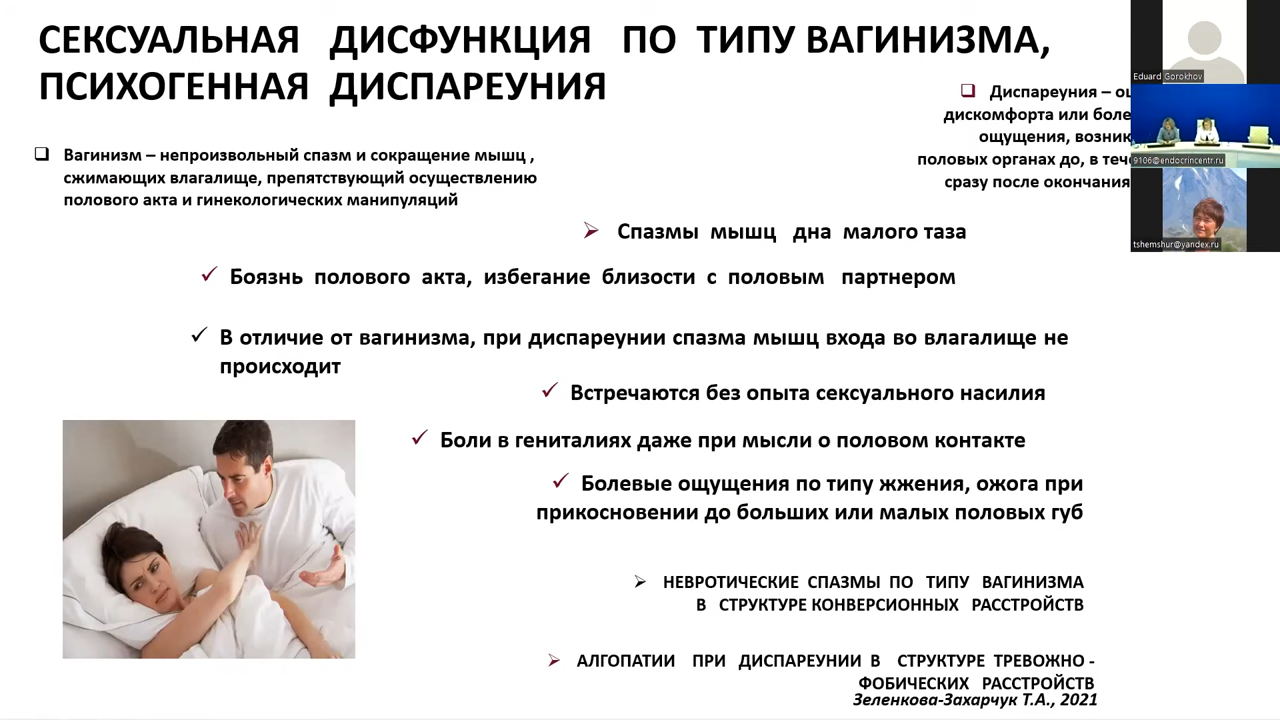 СЕКСУАЛЬНАЯ ДИСФУНКЦИЯ ПО ТИПУ ВАГИНИЗМА,
ПСИХОГЕННАЯ ДИСПАРЕУНИЯ
Вагинизм – непроизвольный спазм и сокращение мышц ,
сжимающих влагалище, препятствующий осуществлению
полового акта и гинекологических манипуляций
Диспареуния –
дискомфорта или
ощущения,
половых органах до, в
сразу после окончания
Спазмы мышц дна малого таза
Боязнь полового акта, избегание близости с половым партнером
В отличие от вагинизма, при диспареунии спазма мышц входа во влагалище не
происходит
Встречаются без опыта сексуального насилия
Боли в гениталиях даже при мысли о половом контакте
Болевые ощущения по типу жжения, ожога при
прикосновении до больших или малых половых губ
НЕВРОТИЧЕСКИЕ СПАЗМЫ ПО ТИПУ ВАГИНИЗМА
В СТРУКТУРЕ КОНВЕРСИОННЫХ РАССТРОЙСТВ
АЛГОПАТИИ ПРИ ДИСПАРЕУНИИ В СТРУКТУРЕ ТРЕВОЖНО -
ФОБИЧЕСКИХ РАССТРОЙСТВ
Зеленкова-Захарчук Т.А., 2021
Eduard Gorokhov
9106@endocrincentr.ru
tshemshur@yandex.ru